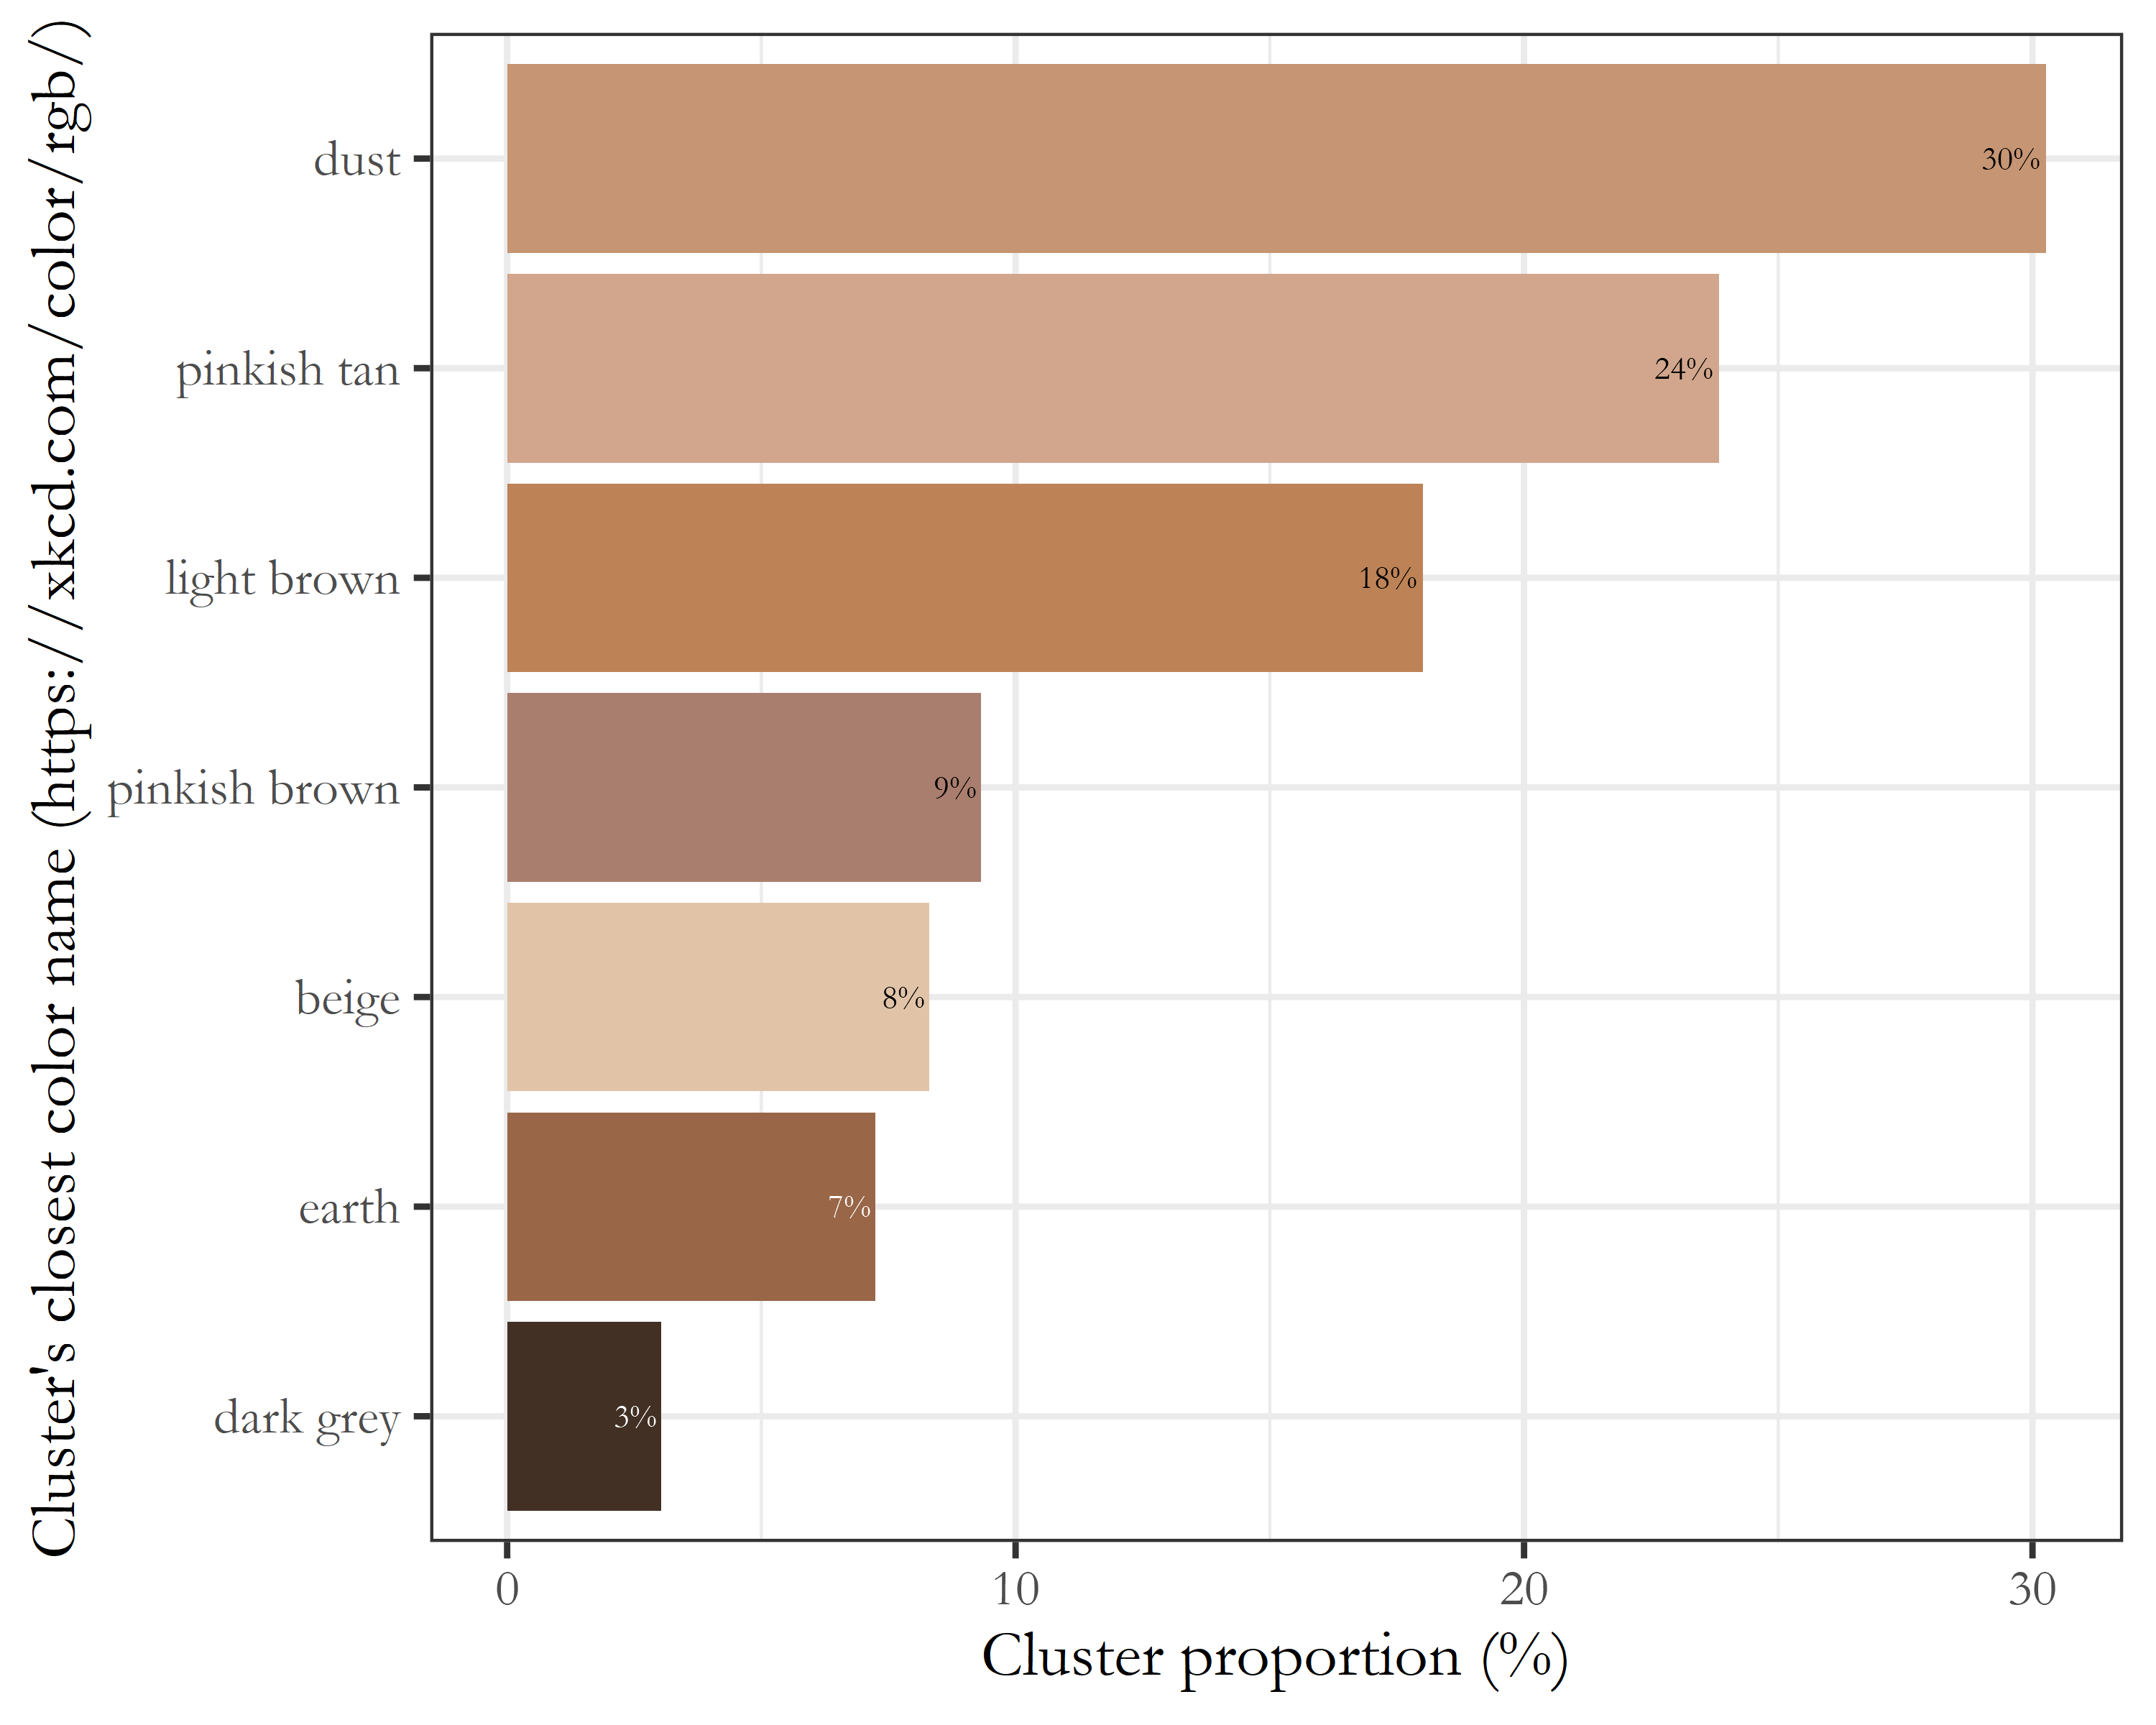 Cluster's closest color name (https://xkcd.com/color/rgb/)
dust
30%
pinkish tan
24%
light brown
18%
pinkish brown
9%
beige
8%
earth
7%
dark grey
3%
0 10 20 30
Cluster proportion (%)